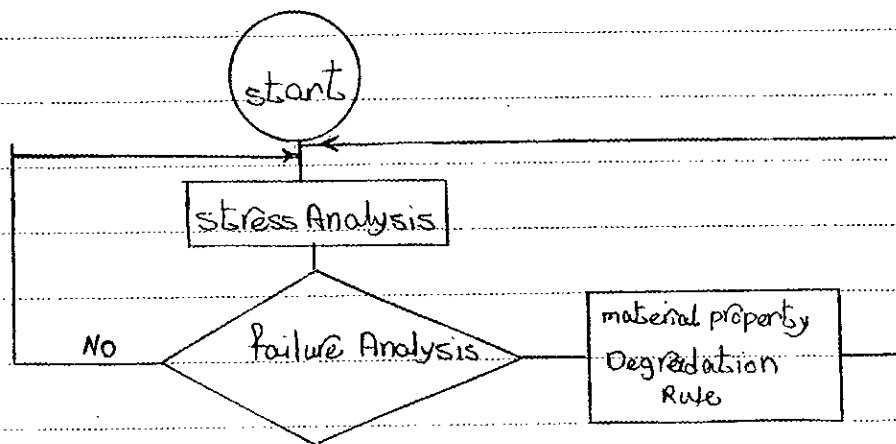 start
stress Analysis
NO
failure Analysis
material property
Degradation
Rule